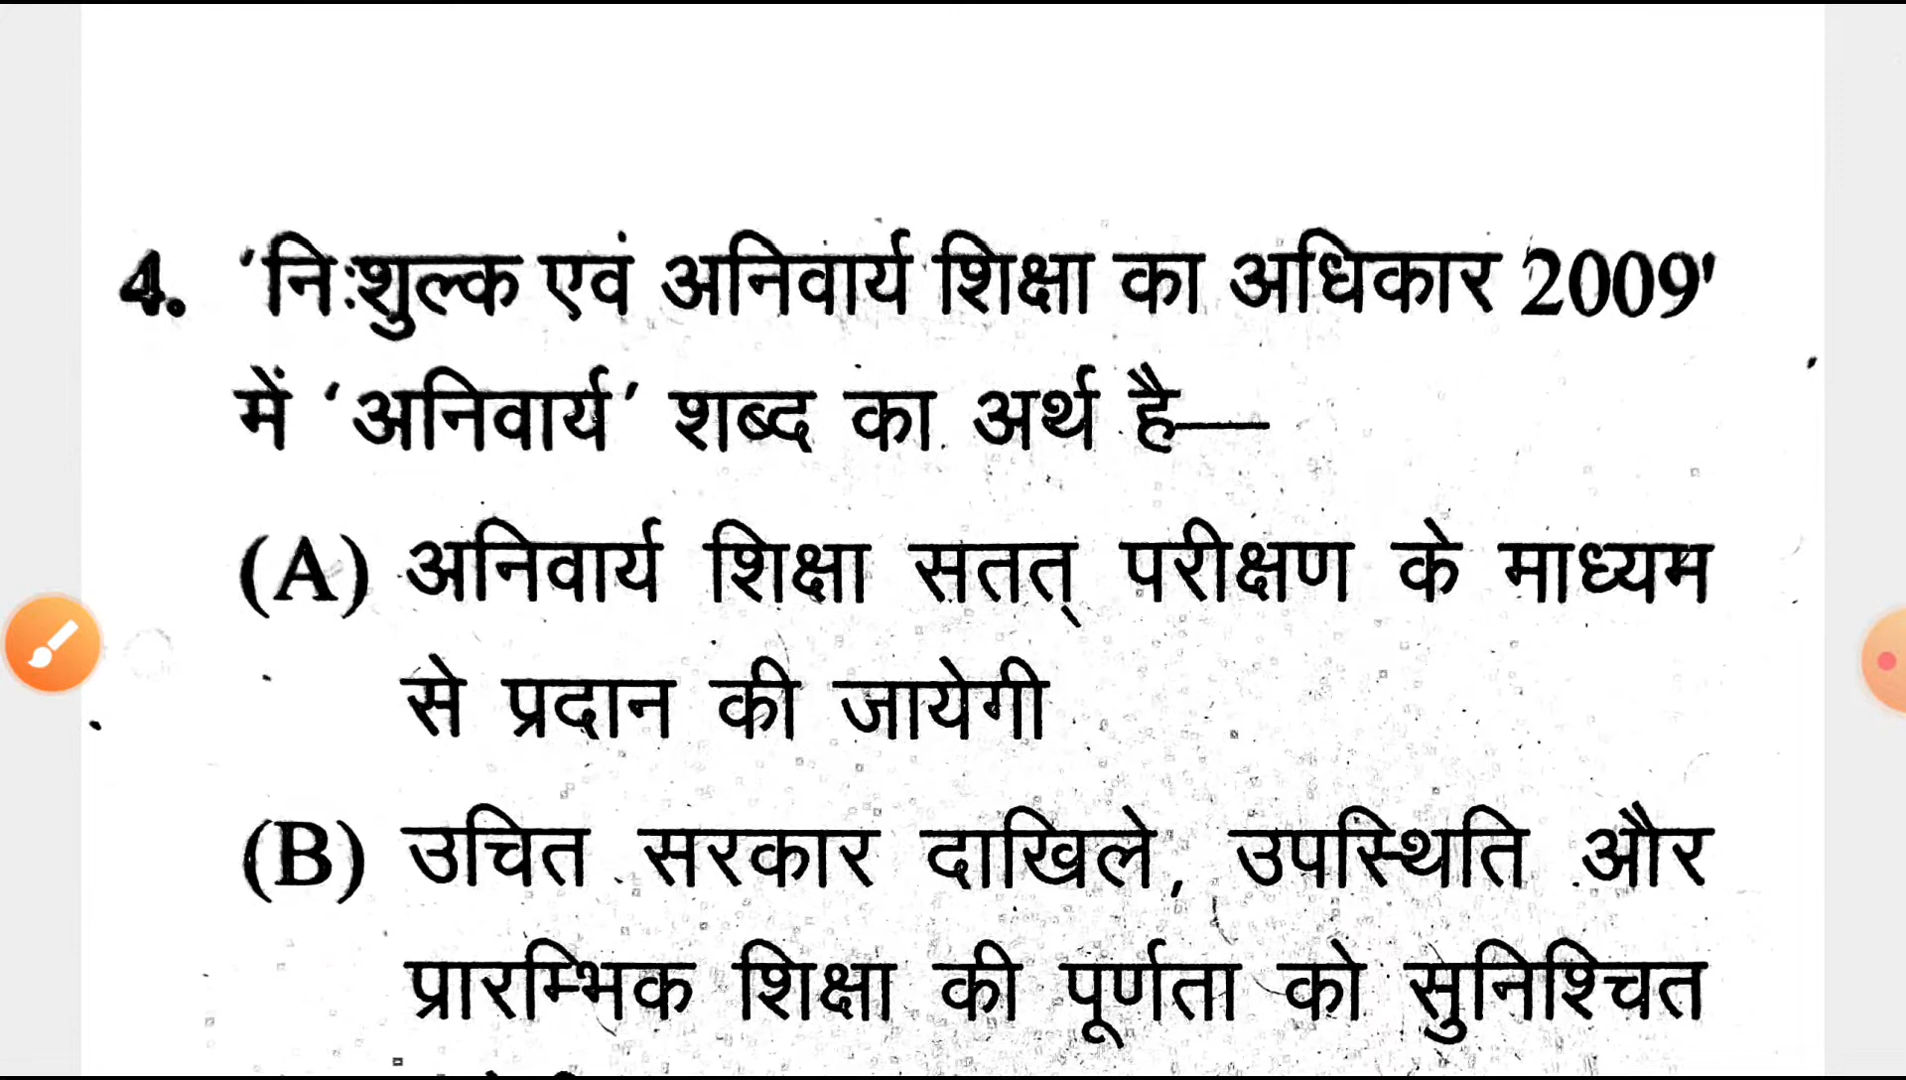 4. 'नि:शुल्क एवं अनिवार्य शिक्षा का अधिकार 2009'
में 'अनिवार्य' शब्द का अर्थ है—
(A) अनिवार्य शिक्षा सतत् परीक्षण के माध्यम
से प्रदान की जायेगी
(B) उचित सरकार दाखिले, उपस्थिति और
प्रारम्भिक शिक्षा की पूर्णता को सुनिश्चित